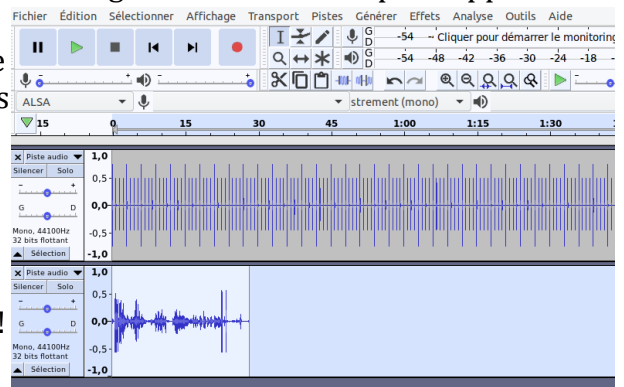 Fichier Édition Sélectionner Affichage Transport Pistes Générer Effets Analyse Outils Aide
G
D
-54 -- Cliquer pour démarrer le monitoring
G
D
-54 -48 -42 -36 -30 -24 -18 -
e
s
- +
- +
ALSA
strement (mono)
15 0 15 30 45 1:00 1:15 1:30
x Piste audio
Silencer Solo
- +
G D
Mono, 44100Hz
32 bits flottant
Sélection
1,0
0,5-
0,0-
-0,5-
-1,0
x Piste audio
Silencer Solo
- +
G D
Mono, 44100Hz
32 bits flottant
Sélection
1,0
0,5-
0,0-
-0,5-
-1,0
!